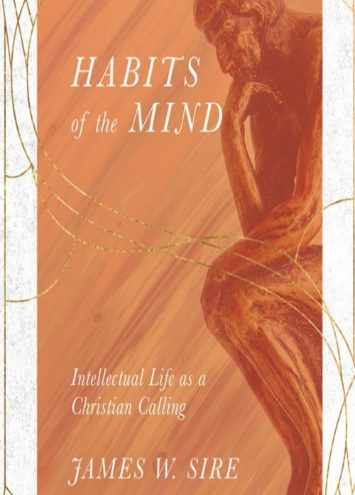 HABITS
of the MIND
Intellectual Life as a
Christian Calling
JAMES W. SIRE